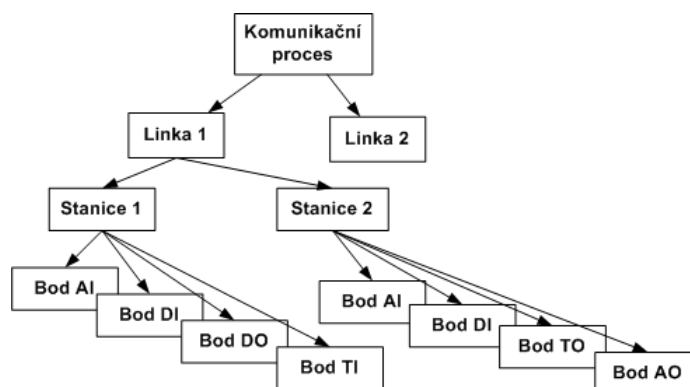 Komunikační
proces
Linka 1
Linka 2
Stanice 1
Stanice 2
Bod AI
Bod DI
Bod DO
Bod TI
Bod AI
Bod DI
Bod TO
Bod AO